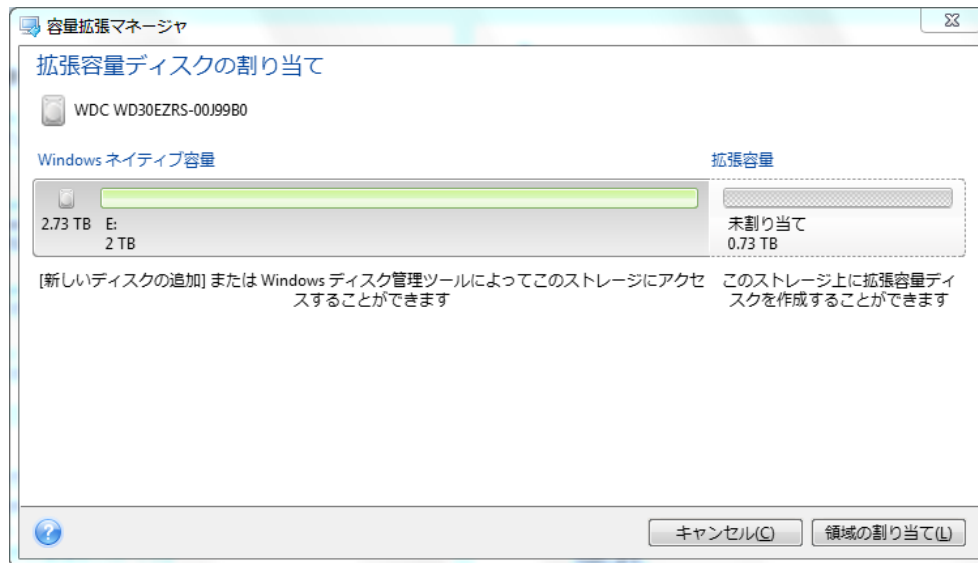 容量拡張マネージャ
拡張容量ディスクの割り当て
WDC WD30EZRS-00J99B0
Windows ネイティブ容量
拡張容量
2.73 TB
E:
2 TB
未割り当て
0.73 TB
[新しいディスクの追加] または Windows ディスク管理ツールによってこのストレージにアクセ
スすることができます
このストレージ上に拡張容量ディ
スクを作成することができます
キャンセル(C)
領域の割り当て(L)